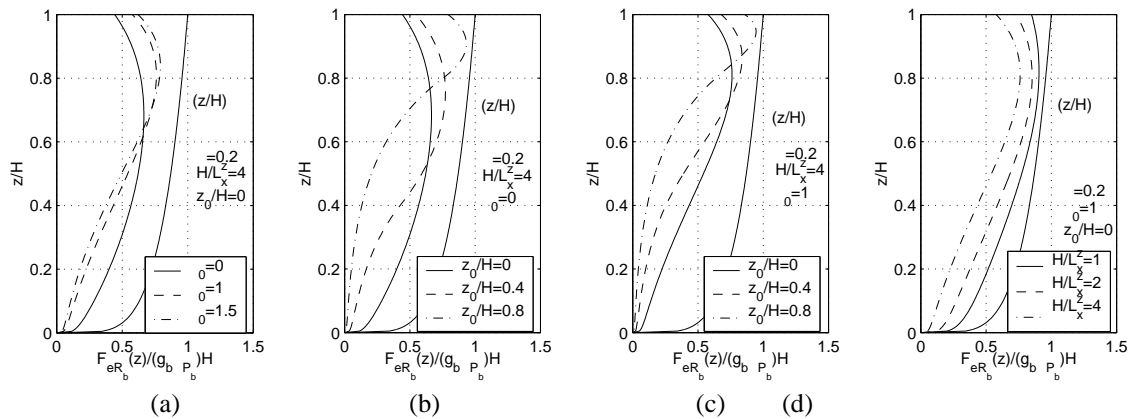 1
0.8
0.6
0.4
0.2
0
z/H
(z/H)
=0.2
H/L_x^z=4
z_0/H=0
_0=0
_0=1
_0=1.5
0 0.5 1 1.5
F_eR_b(z)/(g_b P_b)H
(a)
1
0.8
0.6
0.4
0.2
0
z/H
(z/H)
=0.2
H/L_x^z=4
_0=0
z_0/H=0
z_0/H=0.4
z_0/H=0.8
0 0.5 1 1.5
F_eR_b(z)/(g_b P_b)H
(b)
1
0.8
0.6
0.4
0.2
0
z/H
(z/H)
=0.2
H/L_x^z=4
_0=1
z_0/H=0
z_0/H=0.4
z_0/H=0.8
0 0.5 1 1.5
F_eR_b(z)/(g_b P_b)H
(c)
1
0.8
0.6
0.4
0.2
0
z/H
(z/H)
=0.2
_0=1
z_0/H=0
H/L_x^z=1
H/L_x^z=2
H/L_x^z=4
0 0.5 1 1.5
F_eR_b(z)/(g_b P_b)H
(d)